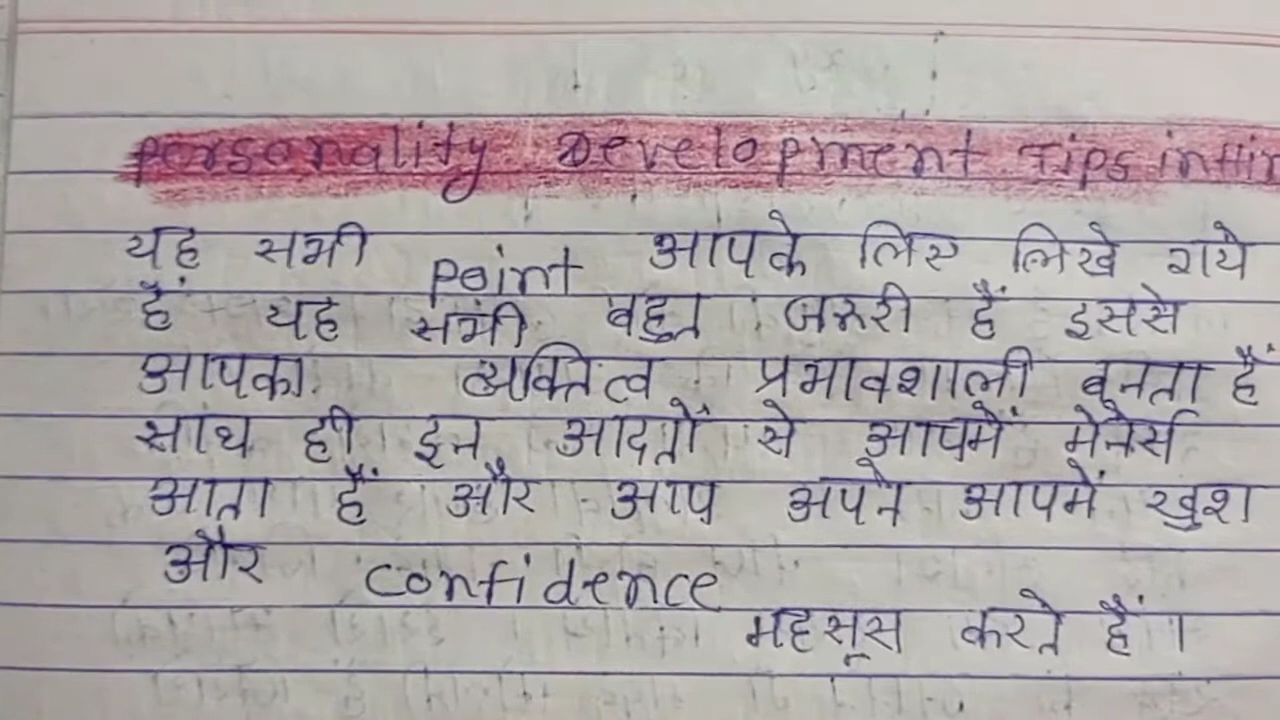 Personality Development Tips in Hin
यह सभी point आपके लिए लिखे गये
हैं यह सभी बहुत जरूरी हैं इससे
आपका व्यक्तित्व प्रभावशाली बनता हैं
साथ ही इन आदतों से आपमें मेनेर्स
आता हैं और आप अपने आपमें खुश
और confidence
महसूस करते हैं।